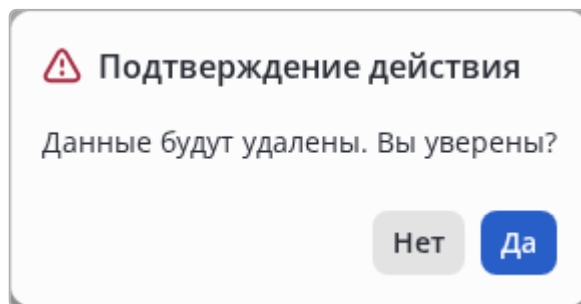 Подтверждение действия
Данные будут удалены. Вы уверены?
Нет Да